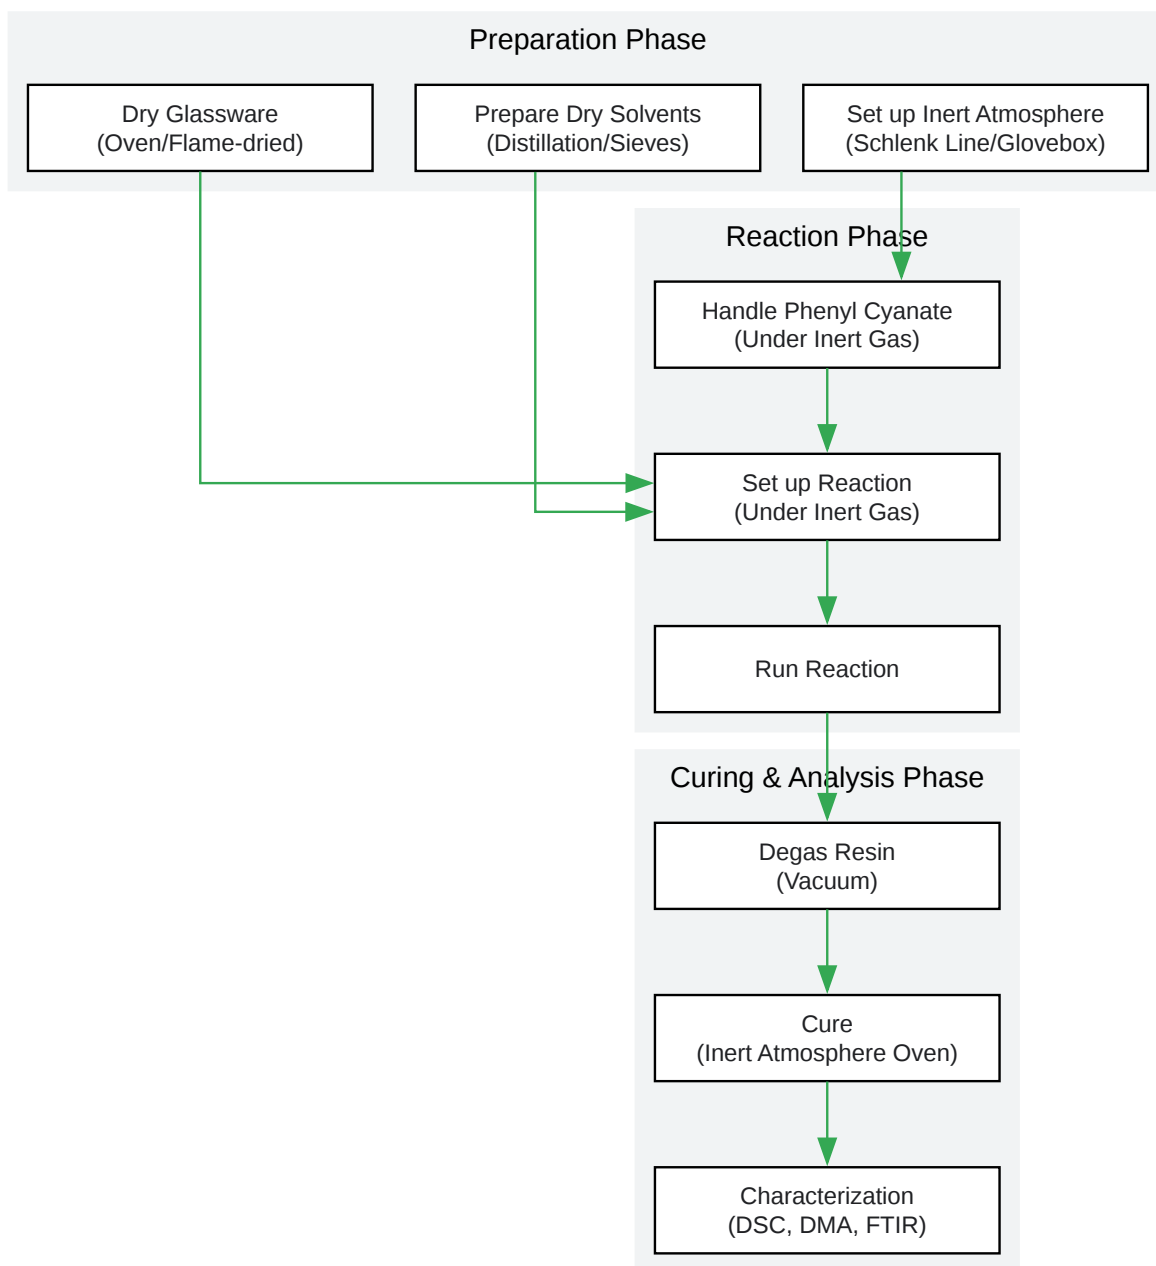 Preparation Phase
Dry Glassware
(Oven/Flame-dried)
Prepare Dry Solvents
(Distillation/Sieves)
Set up Inert Atmosphere
(Schlenk Line/Glovebox)
Reaction Phase
Handle Phenyl Cyanate
(Under Inert Gas)
Set up Reaction
(Under Inert Gas)
Run Reaction
Curing & Analysis Phase
Degas Resin
(Vacuum)
Cure
(Inert Atmosphere Oven)
Characterization
(DSC, DMA, FTIR)